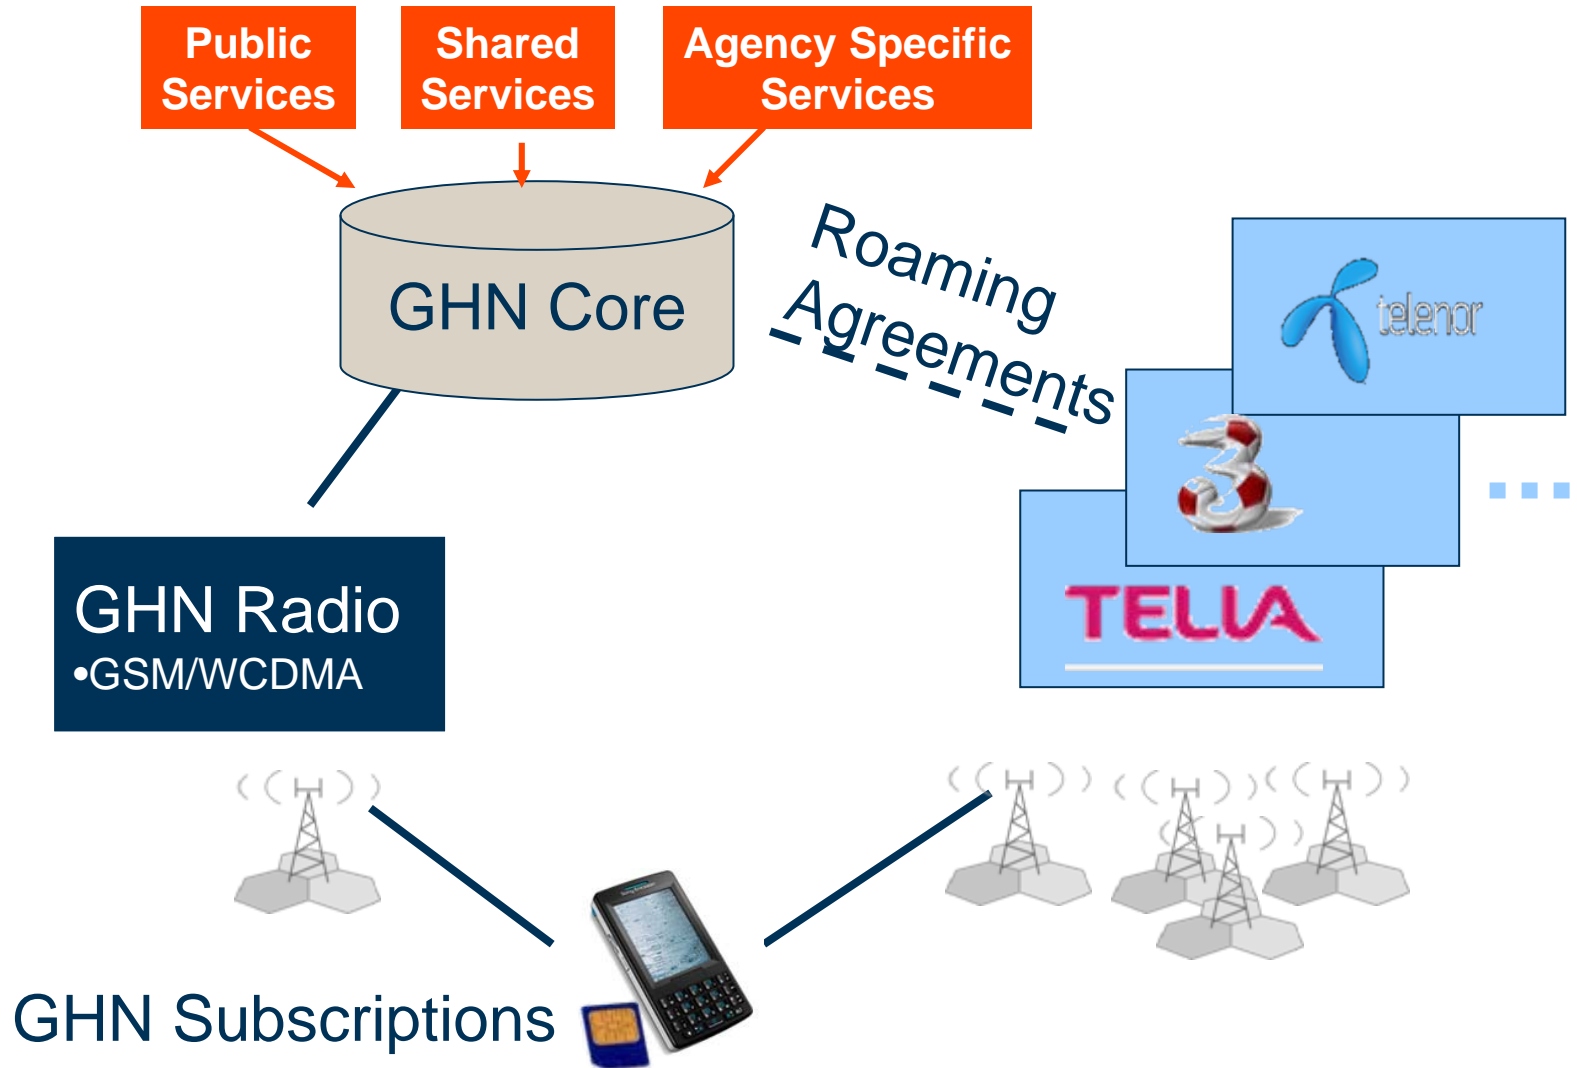 Public
Services
Shared
Services
Agency Specific
Services
GHN Core
Roaming
Agreements
telenor
3
TELIA
GHN Radio
•GSM/WCDMA
GHN Subscriptions